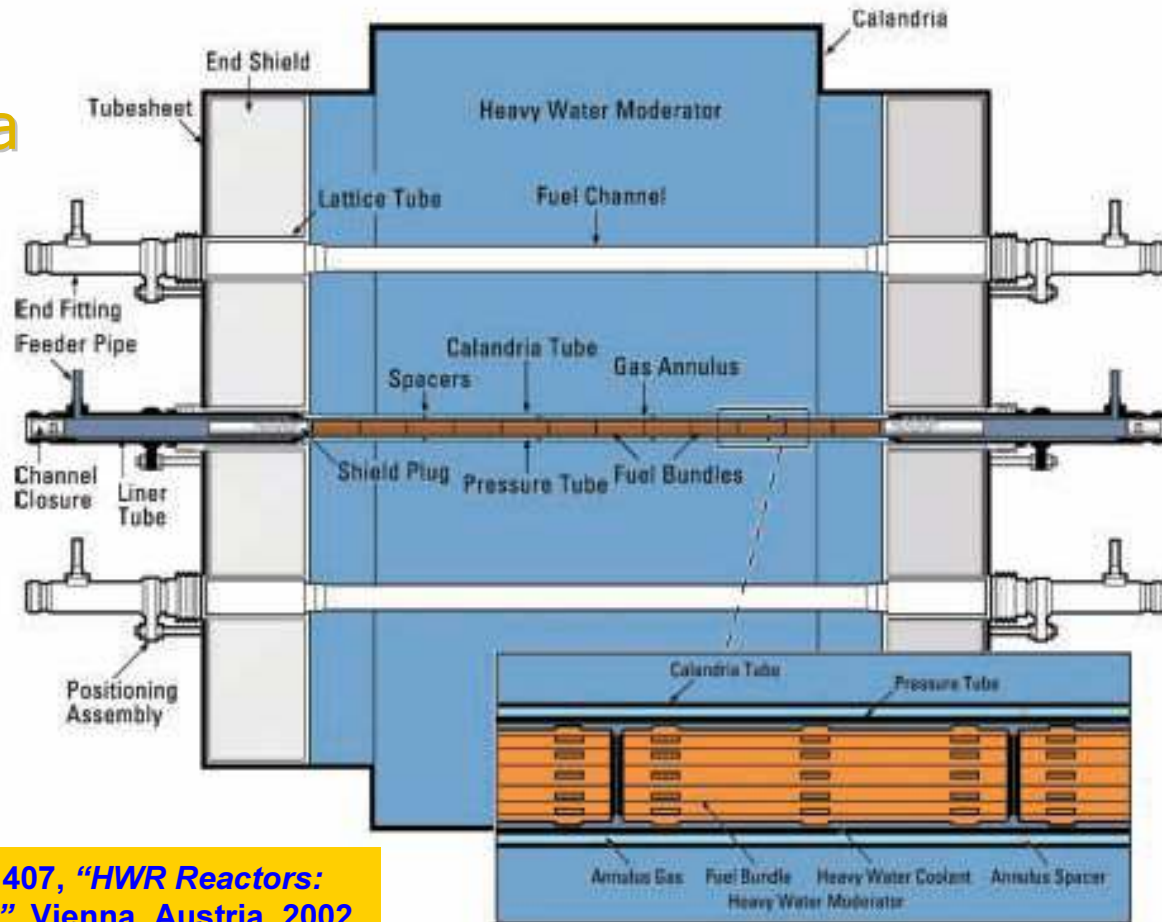 a
Calandria
End Shield
Tubesheet
Heavy Water Moderator
Lattice Tube
Fuel Channel
End Fitting
Feeder Pipe
Calandria Tube
Gas Annulus
Spacers
Channel
Closure
Liner
Tube
Shield Plug
Pressure Tube
Fuel Bundles
Positioning
Assembly
Calandria Tube
Pressure Tube
Annulus Gas
Fuel Bundle
Heavy Water Coolant
Annulus Spacer
Heavy Water Moderator
407, “HWR Reactors:
” Vienna, Austria, 2002